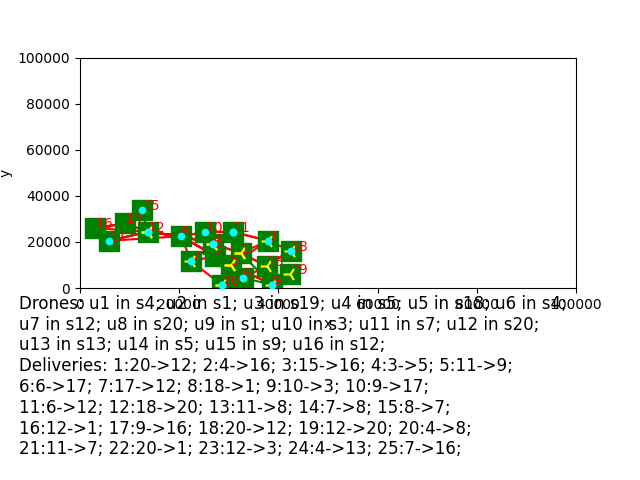 100000
80000
60000
40000
20000
0
y
Drones: u1 in s4; u2 in s1; u3 in s19; u4 in s5; u5 in s18; u6 in s4;
u7 in s12; u8 in s20; u9 in s1; u10 in s3; u11 in s7; u12 in s20;
u13 in s13; u14 in s5; u15 in s9; u16 in s12;
Deliveries: 1:20->12; 2:4->16; 3:15->16; 4:3->5; 5:11->9;
6:6->17; 7:17->12; 8:18->1; 9:10->3; 10:9->17;
11:6->12; 12:18->20; 13:11->8; 14:7->8; 15:8->7;
16:12->1; 17:9->16; 18:20->12; 19:12->20; 20:4->8;
21:11->7; 22:20->1; 23:12->3; 24:4->13; 25:7->16;